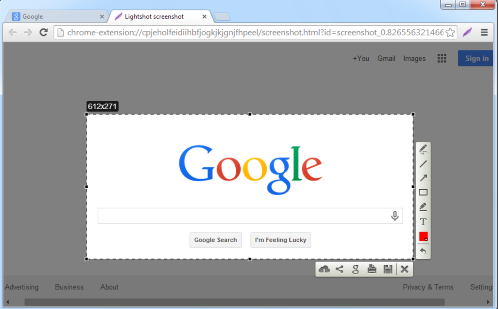 Google
Lightshot screenshot
chrome-extension://cpjeholfeidiihbfjogkjkjgnjfhpeel/screenshot.html?id=screenshot_0.826556321466
+You Gmail Images Sign in
612x271
Google
Google Search I'm Feeling Lucky
T
g
Advertising Business About Privacy & Terms Setting